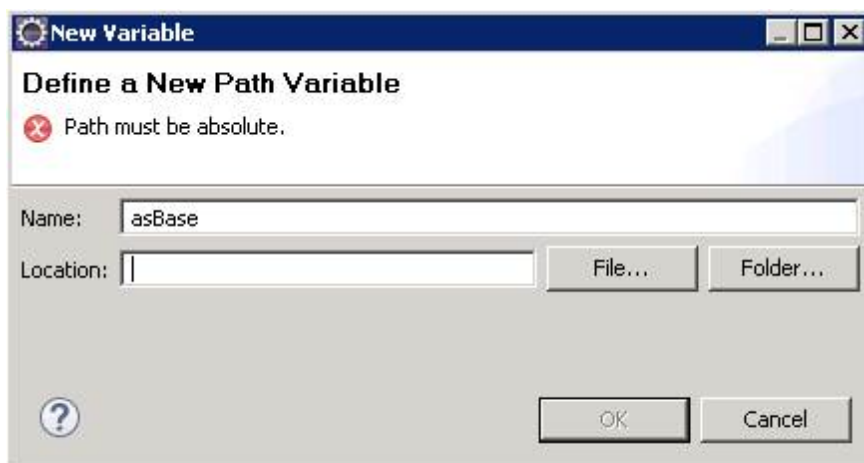 New Variable
Define a New Path Variable
Path must be absolute.
Name: asBase
Location: File... Folder...
? OK Cancel